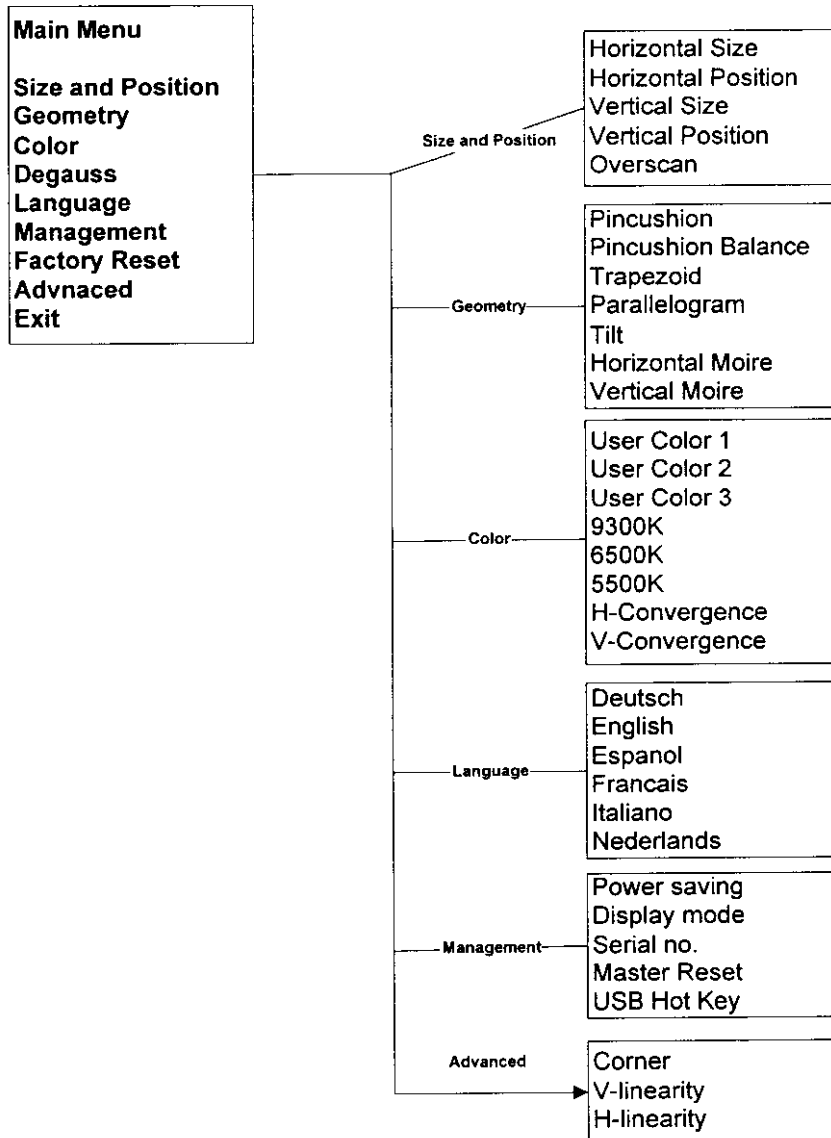 Main Menu
Size and Position
Geometry
Color
Degauss
Language
Management
Factory Reset
Advnaced
Exit
Size and Position
Horizontal Size
Horizontal Position
Vertical Size
Vertical Position
Overscan
Geometry
Pincushion
Pincushion Balance
Trapezoid
Parallelogram
Tilt
Horizontal Moire
Vertical Moire
Color
User Color 1
User Color 2
User Color 3
9300K
6500K
5500K
H-Convergence
V-Convergence
Language
Deutsch
English
Espanol
Francais
Italiano
Nederlands
Management
Power saving
Display mode
Serial no.
Master Reset
USB Hot Key
Advanced
Corner
V-linearity
H-linearity